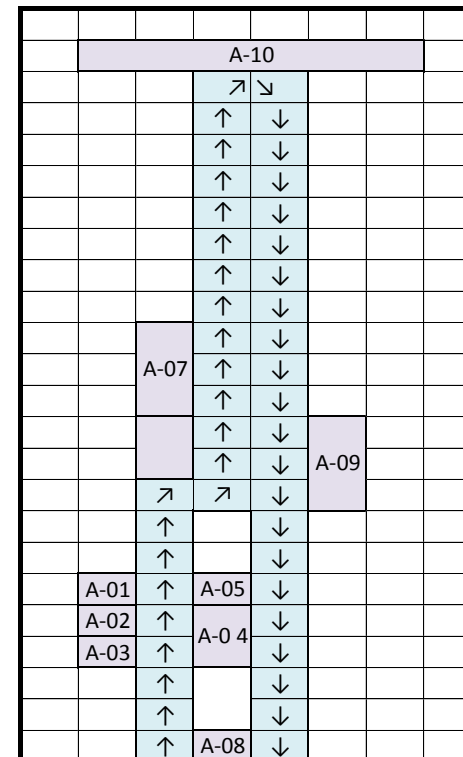 A-10
↗ ↘
↑ ↓
↑ ↓
↑ ↓
↑ ↓
↑ ↓
↑ ↓
↑ ↓
↑ ↓
A-07 ↑ ↓
↑ ↓
↑ ↓
↑ ↓ A-09
↗ ↗ ↓
↑ ↓
↑ ↓
A-01 ↑ A-05 ↓
A-02 ↑ A-0 4 ↓
A-03 ↑ ↓
↑ ↓
↑ ↓
↑ A-08 ↓